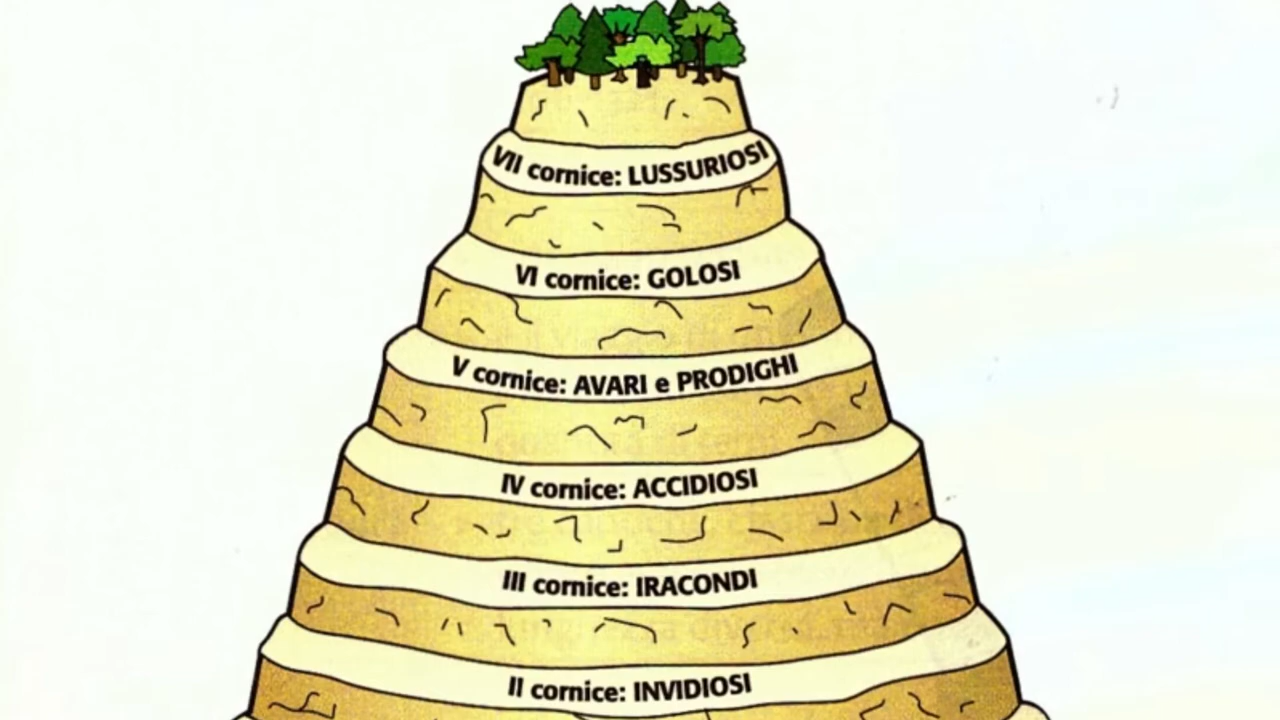 VII cornice: LUSSURIOSI
VI cornice: GOLOSI
V cornice: AVARI e PRODIGHI
IV cornice: ACCIDIOSI
III cornice: IRACONDI
II cornice: INVIDIOSI